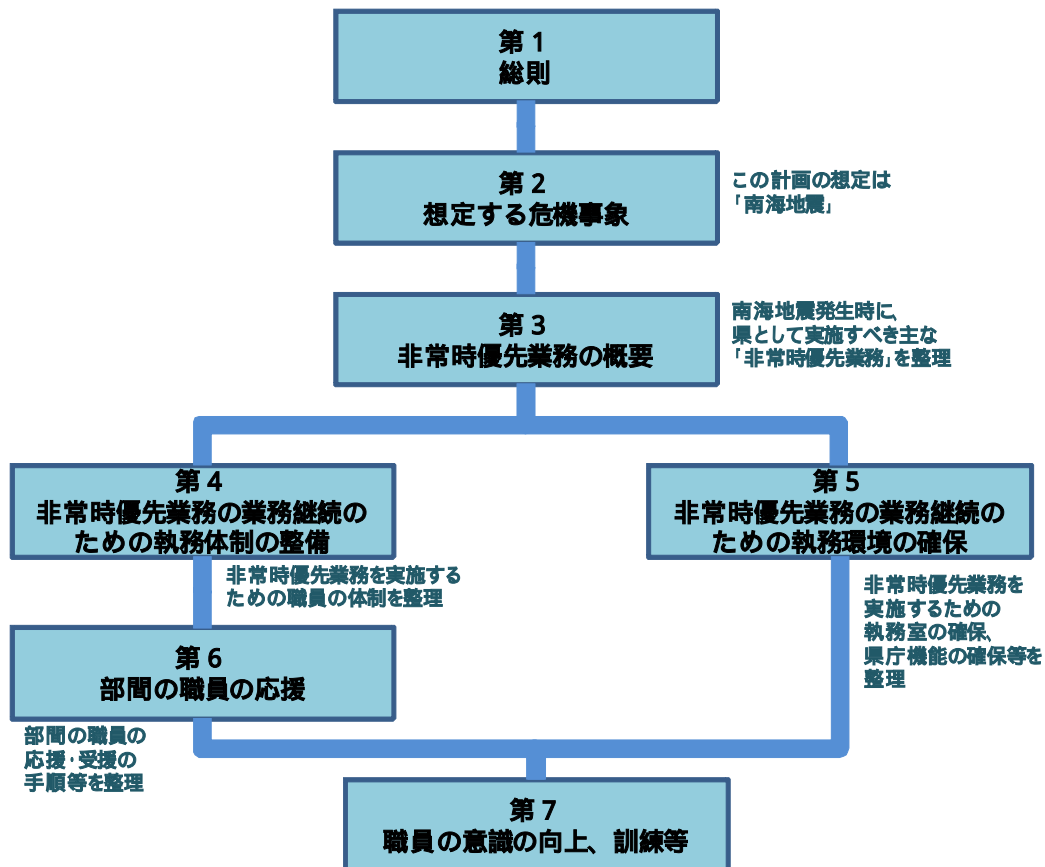 第1
総則
第2
想定する危機事象
この計画の想定は
「南海地震」
第3
非常時優先業務の概要
南海地震発生時に、
県として実施すべき主な
「非常時優先業務」を整理
第4
非常時優先業務の業務継続の
ための執務体制の整備
第5
非常時優先業務の業務継続の
ための執務環境の確保
非常時優先業務を実施する
ための職員の体制を整理
非常時優先業務を
実施するための
執務室の確保、
県庁機能の確保等を
整理
第6
部間の職員の応援
部間の職員の
応援・受援の
手順等を整理
第7
職員の意識の向上、訓練等